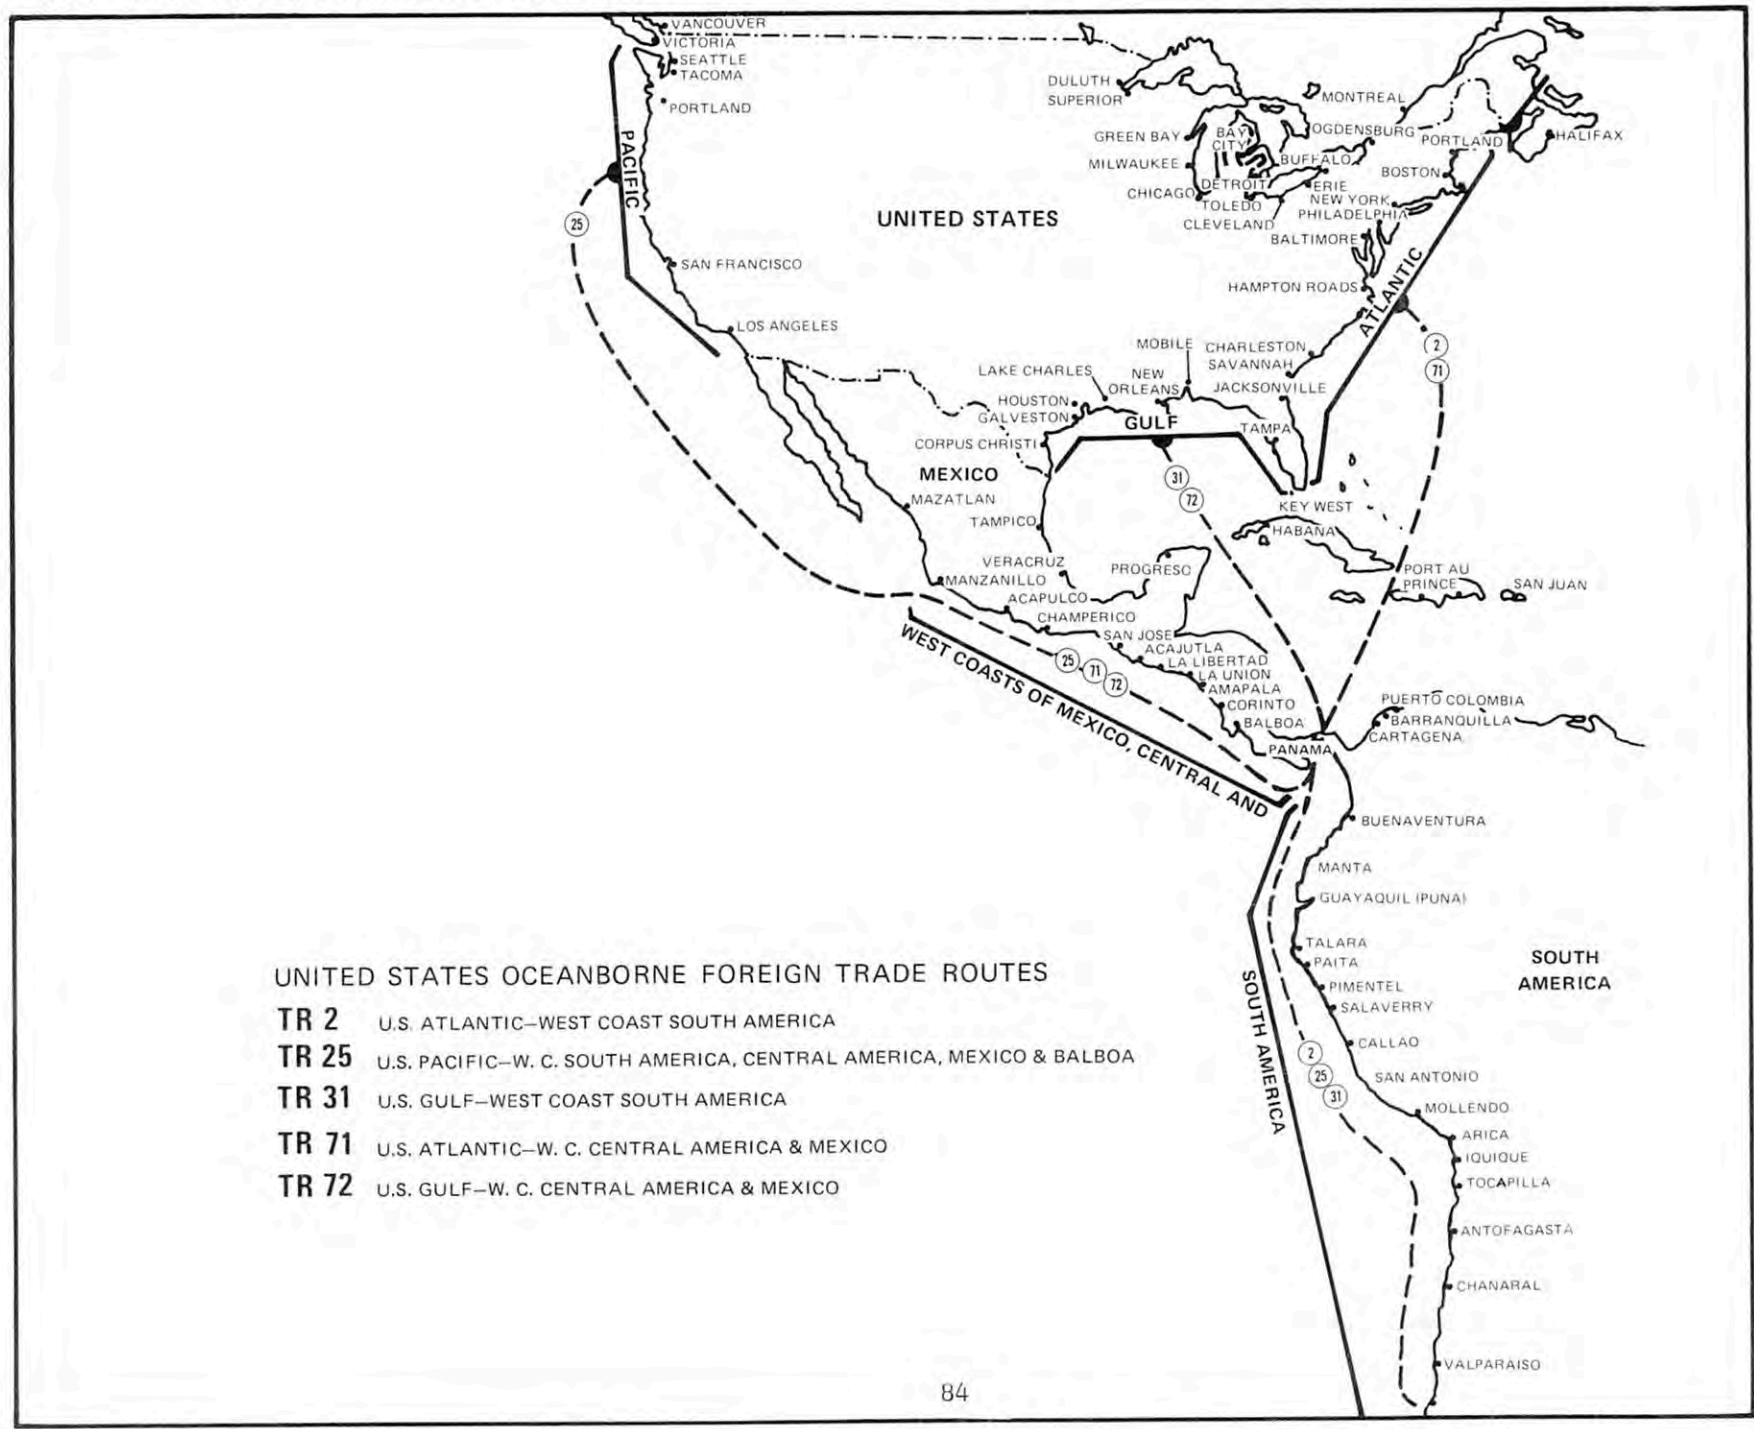 VANCOUVER
VICTORIA
SEATTLE
TACOMA
PORTLAND
PACIFIC
25
SAN FRANCISCO
LOS ANGELES
UNITED STATES
DULUTH
SUPERIOR
GREEN BAY
MILWAUKEE
CHICAGO
BAY
CITY
DETROIT
TOLEDO
CLEVELAND
BUFFALO
ERIE
OGDENSBURG
MONTREAL
PORTLAND
HALIFAX
BOSTON
NEW YORK
PHILADELPHIA
BALTIMORE
HAMPTON ROADS
ATLANTIC
2
71
MOBILE
CHARLESTON
SAVANNAH
JACKSONVILLE
LAKE CHARLES
NEW
ORLEANS
HOUSTON
GALVESTON
CORPUS CHRISTI
GULF
TAMPA
31
72
KEY WEST
HABANA
MEXICO
MAZATLAN
TAMPICO
VERACRUZ
PROGRESO
MANZANILLO
ACAPULCO
CHAMPERICO
SAN JOSE
ACAJUTLA
LA LIBERTAD
LA UNION
AMAPALA
CORINTO
BALBOA
PANAMA
PORT AU
PRINCE
SAN JUAN
25
71
72
WEST COASTS OF MEXICO, CENTRAL AND
PUERTO COLOMBIA
BARRANQUILLA
CARTAGENA
BUENAVENTURA
MANTA
GUAYAQUIL (PUNA)
TALARA
PAITA
PIMENTEL
SALAVERRY
CALLAO
SAN ANTONIO
MOLLENDO
ARICA
IQUIQUE
TOCAPILLA
ANTOFAGASTA
CHANARAL
VALPARAISO
SOUTH
AMERICA
SOUTH AMERICA
2
25
31
UNITED STATES OCEANBORNE FOREIGN TRADE ROUTES
TR 2 U.S. ATLANTIC–WEST COAST SOUTH AMERICA
TR 25 U.S. PACIFIC–W. C. SOUTH AMERICA, CENTRAL AMERICA, MEXICO & BALBOA
TR 31 U.S. GULF–WEST COAST SOUTH AMERICA
TR 71 U.S. ATLANTIC–W. C. CENTRAL AMERICA & MEXICO
TR 72 U.S. GULF–W. C. CENTRAL AMERICA & MEXICO
84